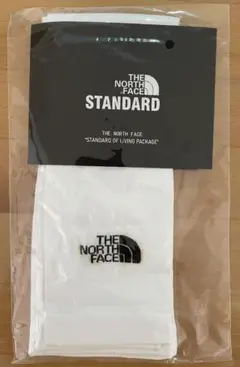 THE
NORTH
FACE
STANDARD
THE NORTH FACE
"STANDARD OF LIVING PACKAGE"
THE
NORTH
FACE